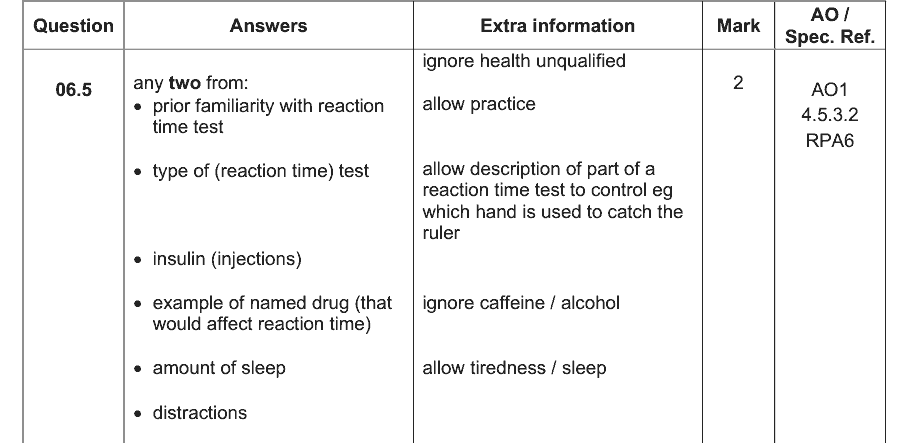 Question Answers Extra information Mark AO /
Spec. Ref.
ignore health unqualified
06.5 any two from: 2 AO1
• prior familiarity with reaction allow practice 4.5.3.2
time test RPA6
• type of (reaction time) test allow description of part of a
reaction time test to control eg
which hand is used to catch the
ruler
• insulin (injections)
• example of named drug (that ignore caffeine / alcohol
would affect reaction time)
• amount of sleep allow tiredness / sleep
• distractions